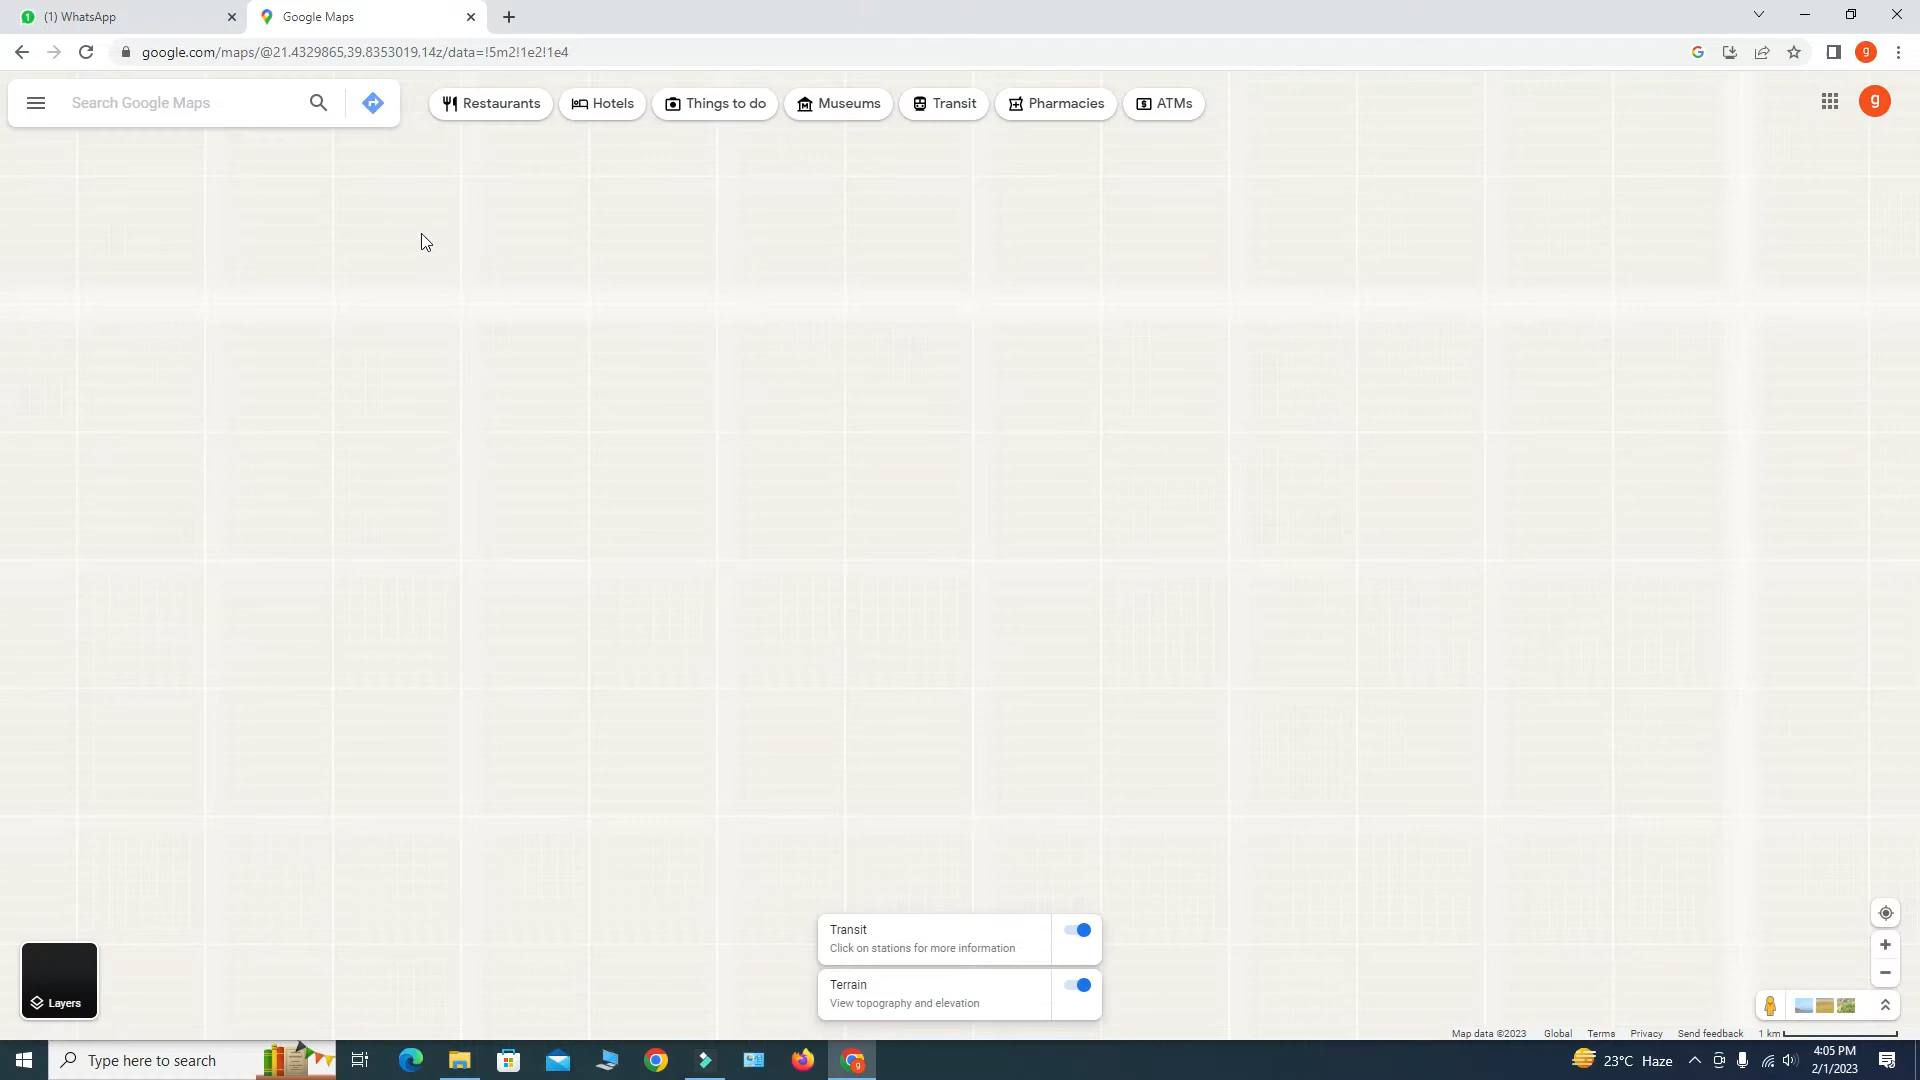 (1) WhatsApp
Google Maps
google.com/maps/@21.4329865,39.8353019,14z/data=!5m2!1e2!1e4
g
Search Google Maps
Restaurants
Hotels
Things to do
Museums
Transit
Pharmacies
ATMs
g
Transit
Click on stations for more information
Terrain
View topography and elevation
Layers
Map data ©2023 Global Terms Privacy Send feedback 1 km
Type here to search
23°C Haze
4:05 PM
2/1/2023